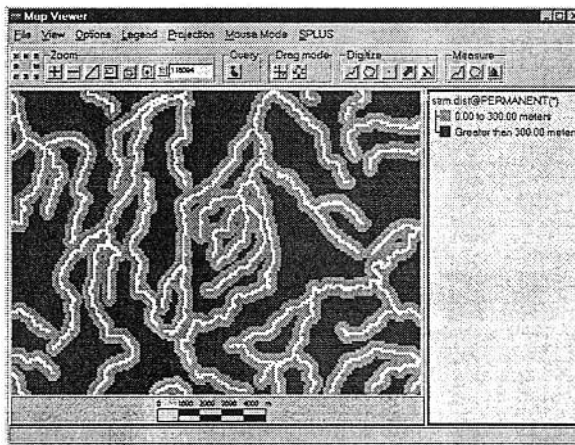 Map Viewer
File View Options Legend Projection Mouse Mode SPLUS
Zoom Query Drag mode Digitize Measure
strm.dist@PERMANENT(*)
0.00 to 300.00 meters
Greater than 300.00 meters
0 1000 2000 3000 4000 m